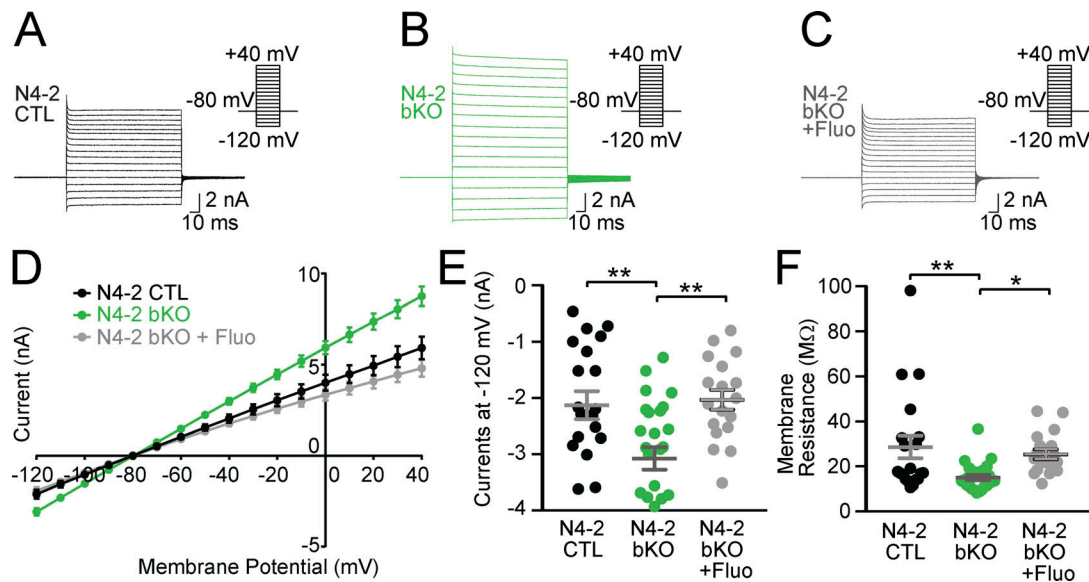 A
N4-2
CTL
+40 mV
-80 mV
-120 mV
2 nA
10 ms
B
N4-2
bKO
+40 mV
-80 mV
-120 mV
2 nA
10 ms
C
N4-2
bKO
+Fluo
+40 mV
-80 mV
-120 mV
2 nA
10 ms
D
N4-2 CTL
N4-2 bKO
N4-2 bKO + Fluo
Current (nA)
10
5
0
-5
-120 -100 -80 -60 -40 -20 0 20 40
Membrane Potential (mV)
E
Currents at -120 mV (nA)
0
-1
-2
-3
-4
** **
N4-2
CTL
N4-2
bKO
N4-2
bKO
+Fluo
F
Membrane
Resistance (MΩ)
100
80
60
40
20
0
** *
N4-2
CTL
N4-2
bKO
N4-2
bKO
+Fluo